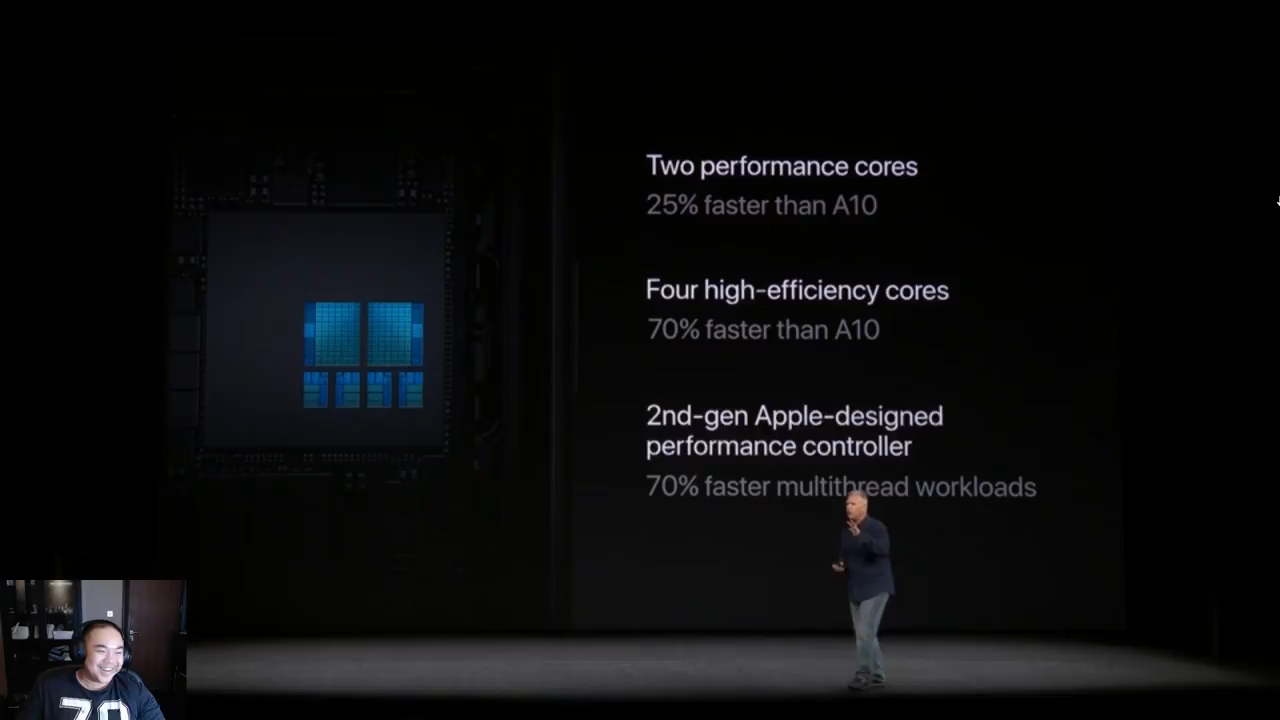 Two performance cores
25% faster than A10
Four high-efficiency cores
70% faster than A10
2nd-gen Apple-designed
performance controller
70% faster multithread workloads
70